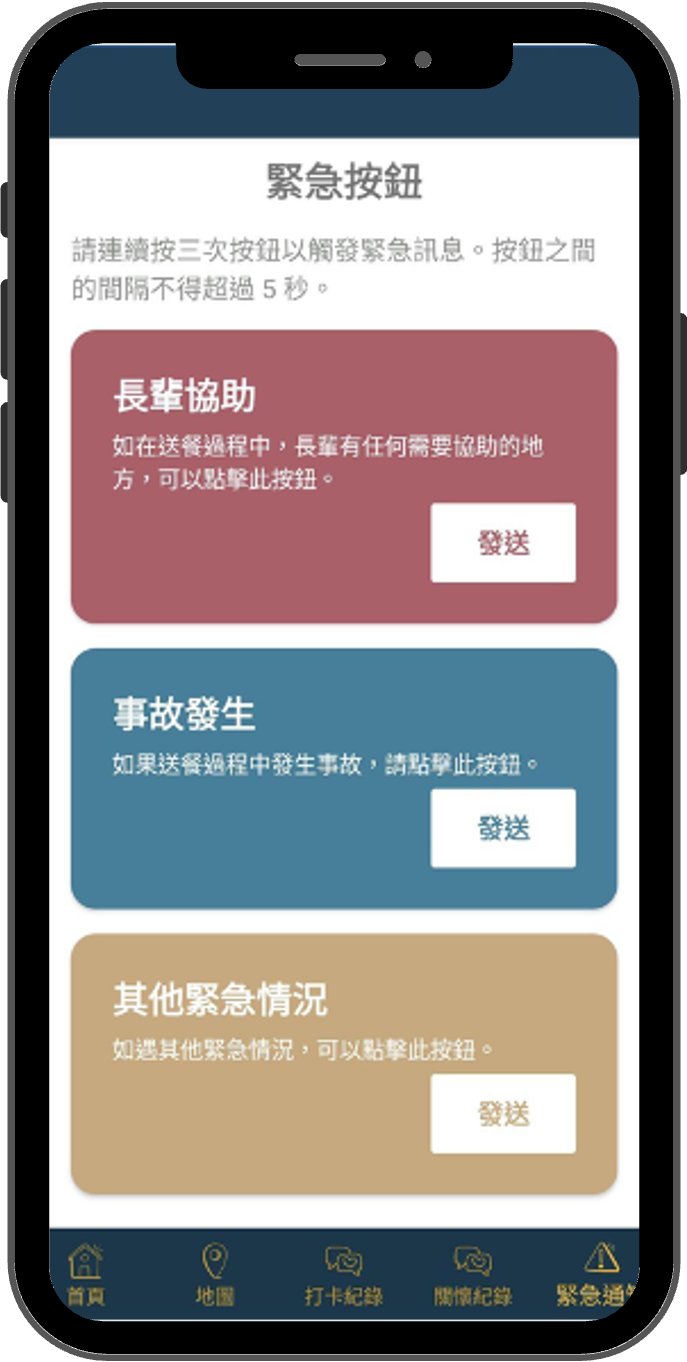 緊急按鈕
請連續按三次按鈕以觸發緊急訊息。按鈕之間
的間隔不得超過 5 秒。
長輩協助
如在送餐過程中，長輩有任何需要協助的地
方，可以點擊此按鈕。
發送
事故發生
如果送餐過程中發生事故，請點擊此按鈕。
發送
其他緊急情況
如遇其他緊急情況，可以點擊此按鈕。
發送
首頁
地圖
打卡紀錄
關懷紀錄
緊急通